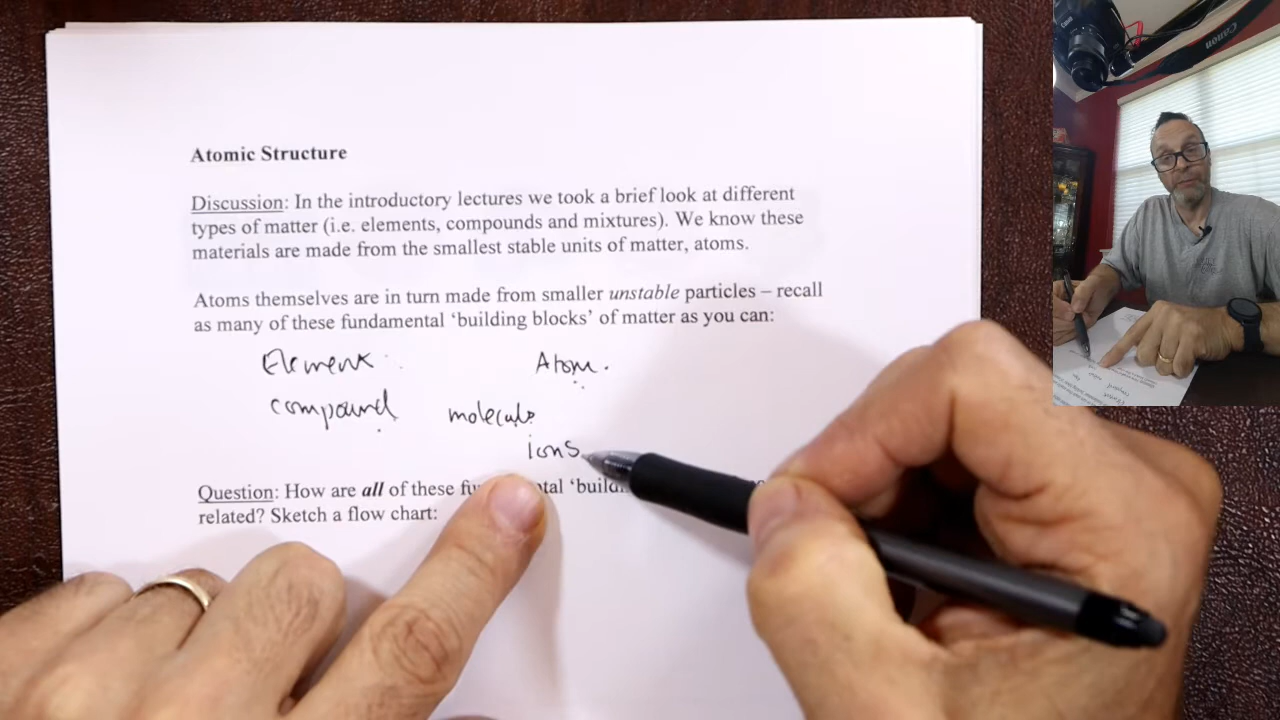 Atomic Structure
Discussion: In the introductory lectures we took a brief look at different
types of matter (i.e. elements, compounds and mixtures). We know these
materials are made from the smallest stable units of matter, atoms.
Atoms themselves are in turn made from smaller unstable particles – recall
as many of these fundamental 'building blocks' of matter as you can:
Element Atom.
compound molecule
ions
Question: How are all of these
related? Sketch a flow chart:
Canon